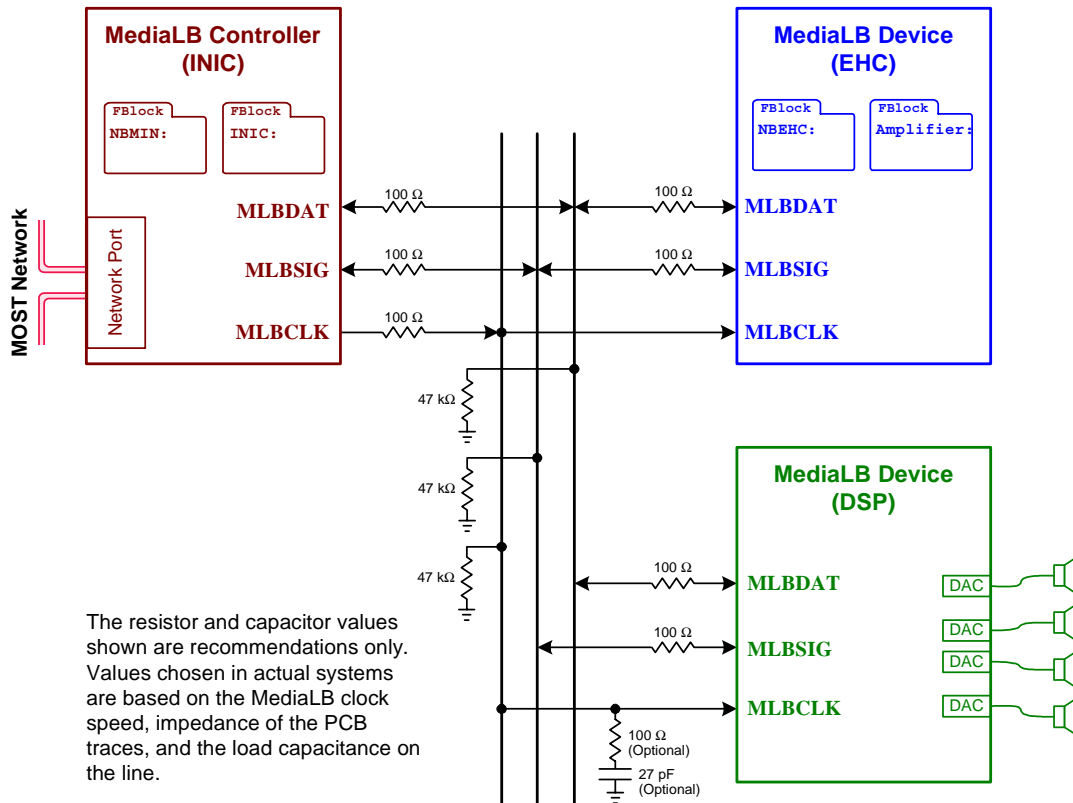 MediaLB Controller
(INIC)
FBlock
NBMIN:
FBlock
INIC:
MLBDAT
MLBSIG
MLBCLK
Network Port
MOST Network
100 Ω
100 Ω
100 Ω
100 Ω
100 Ω
MediaLB Device
(EHC)
FBlock
NBEHC:
FBlock
Amplifier:
MLBDAT
MLBSIG
MLBCLK
47 kΩ
47 kΩ
47 kΩ
MediaLB Device
(DSP)
100 Ω
MLBDAT
100 Ω
MLBSIG
MLBCLK
DAC
DAC
DAC
DAC
100 Ω
(Optional)
27 pF
(Optional)
The resistor and capacitor values
shown are recommendations only.
Values chosen in actual systems
are based on the MediaLB clock
speed, impedance of the PCB
traces, and the load capacitance on
the line.